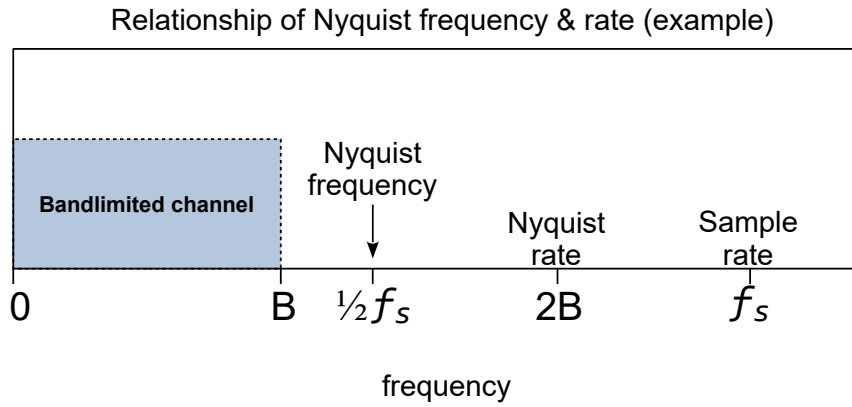 Relationship of Nyquist frequency & rate (example)
Nyquist
frequency
Bandlimited channel
Nyquist
rate
Sample
rate
0
B
½fs
2B
fs
frequency